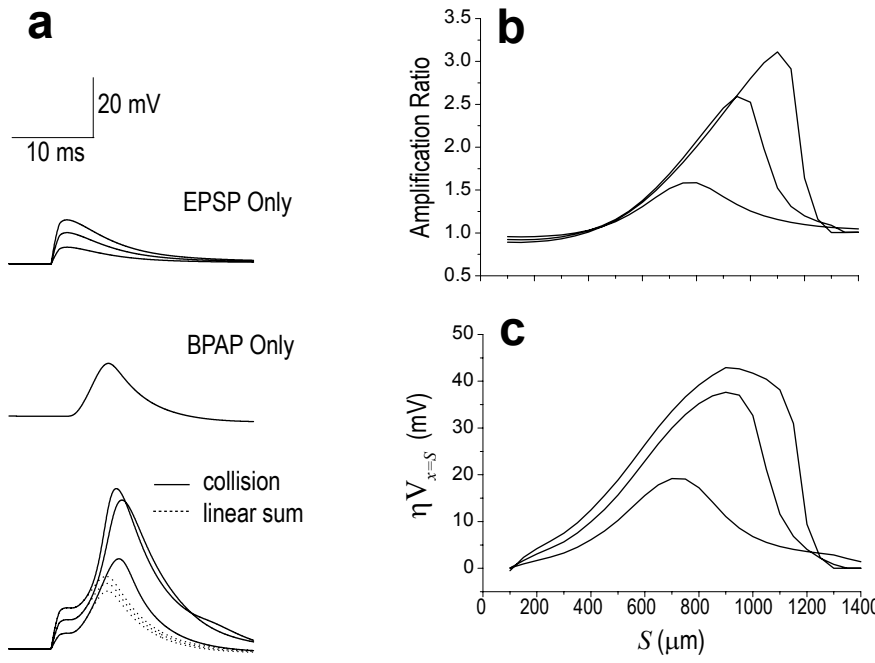 a
20 mV
10 ms
EPSP Only
BPAP Only
collision
linear sum
b
Amplification Ratio
3.5
3.0
2.5
2.0
1.5
1.0
0.5
c
ηV x=S (mV)
50
40
30
20
10
0
0 200 400 600 800 1000 1200 1400
S (μm)